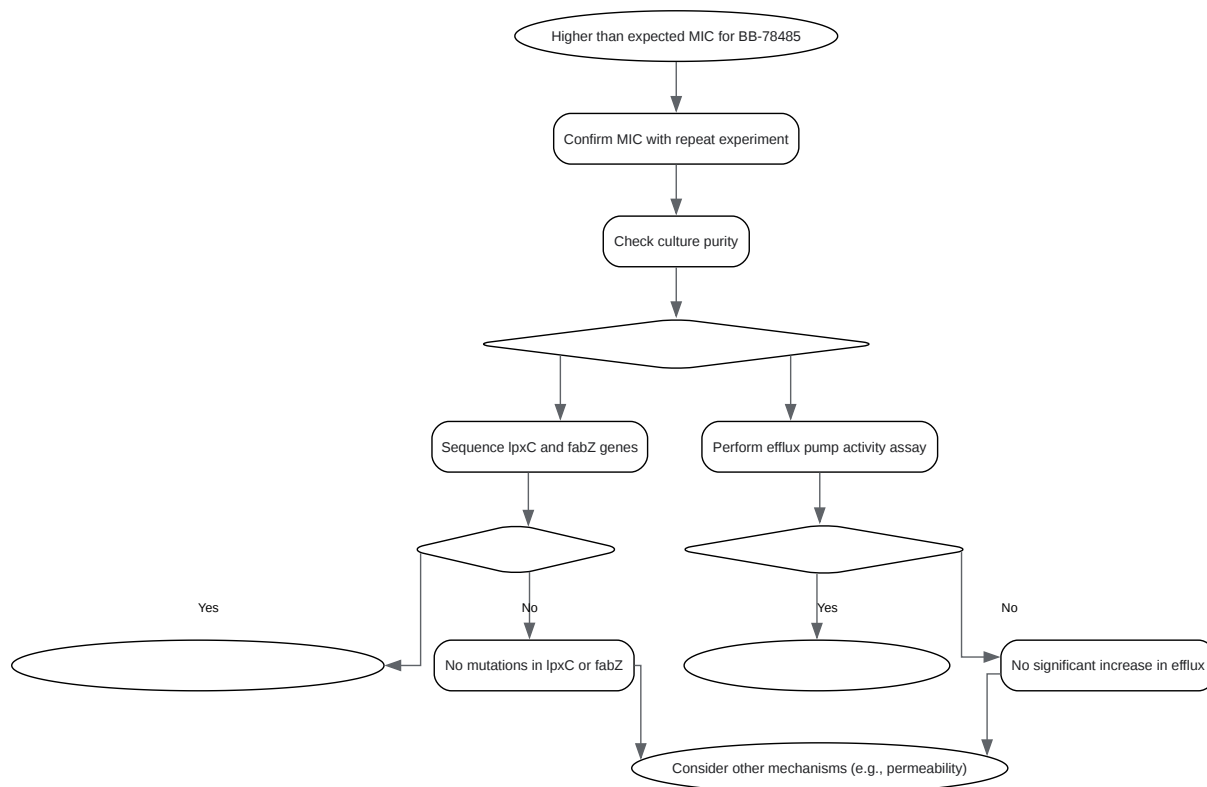 Higher than expected MIC for BB-78485
Confirm MIC with repeat experiment
Check culture purity
Sequence lpxC and fabZ genes
Perform efflux pump activity assay
Yes
No
Yes
No
No mutations in lpxC or fabZ
No significant increase in efflux
Consider other mechanisms (e.g., permeability)